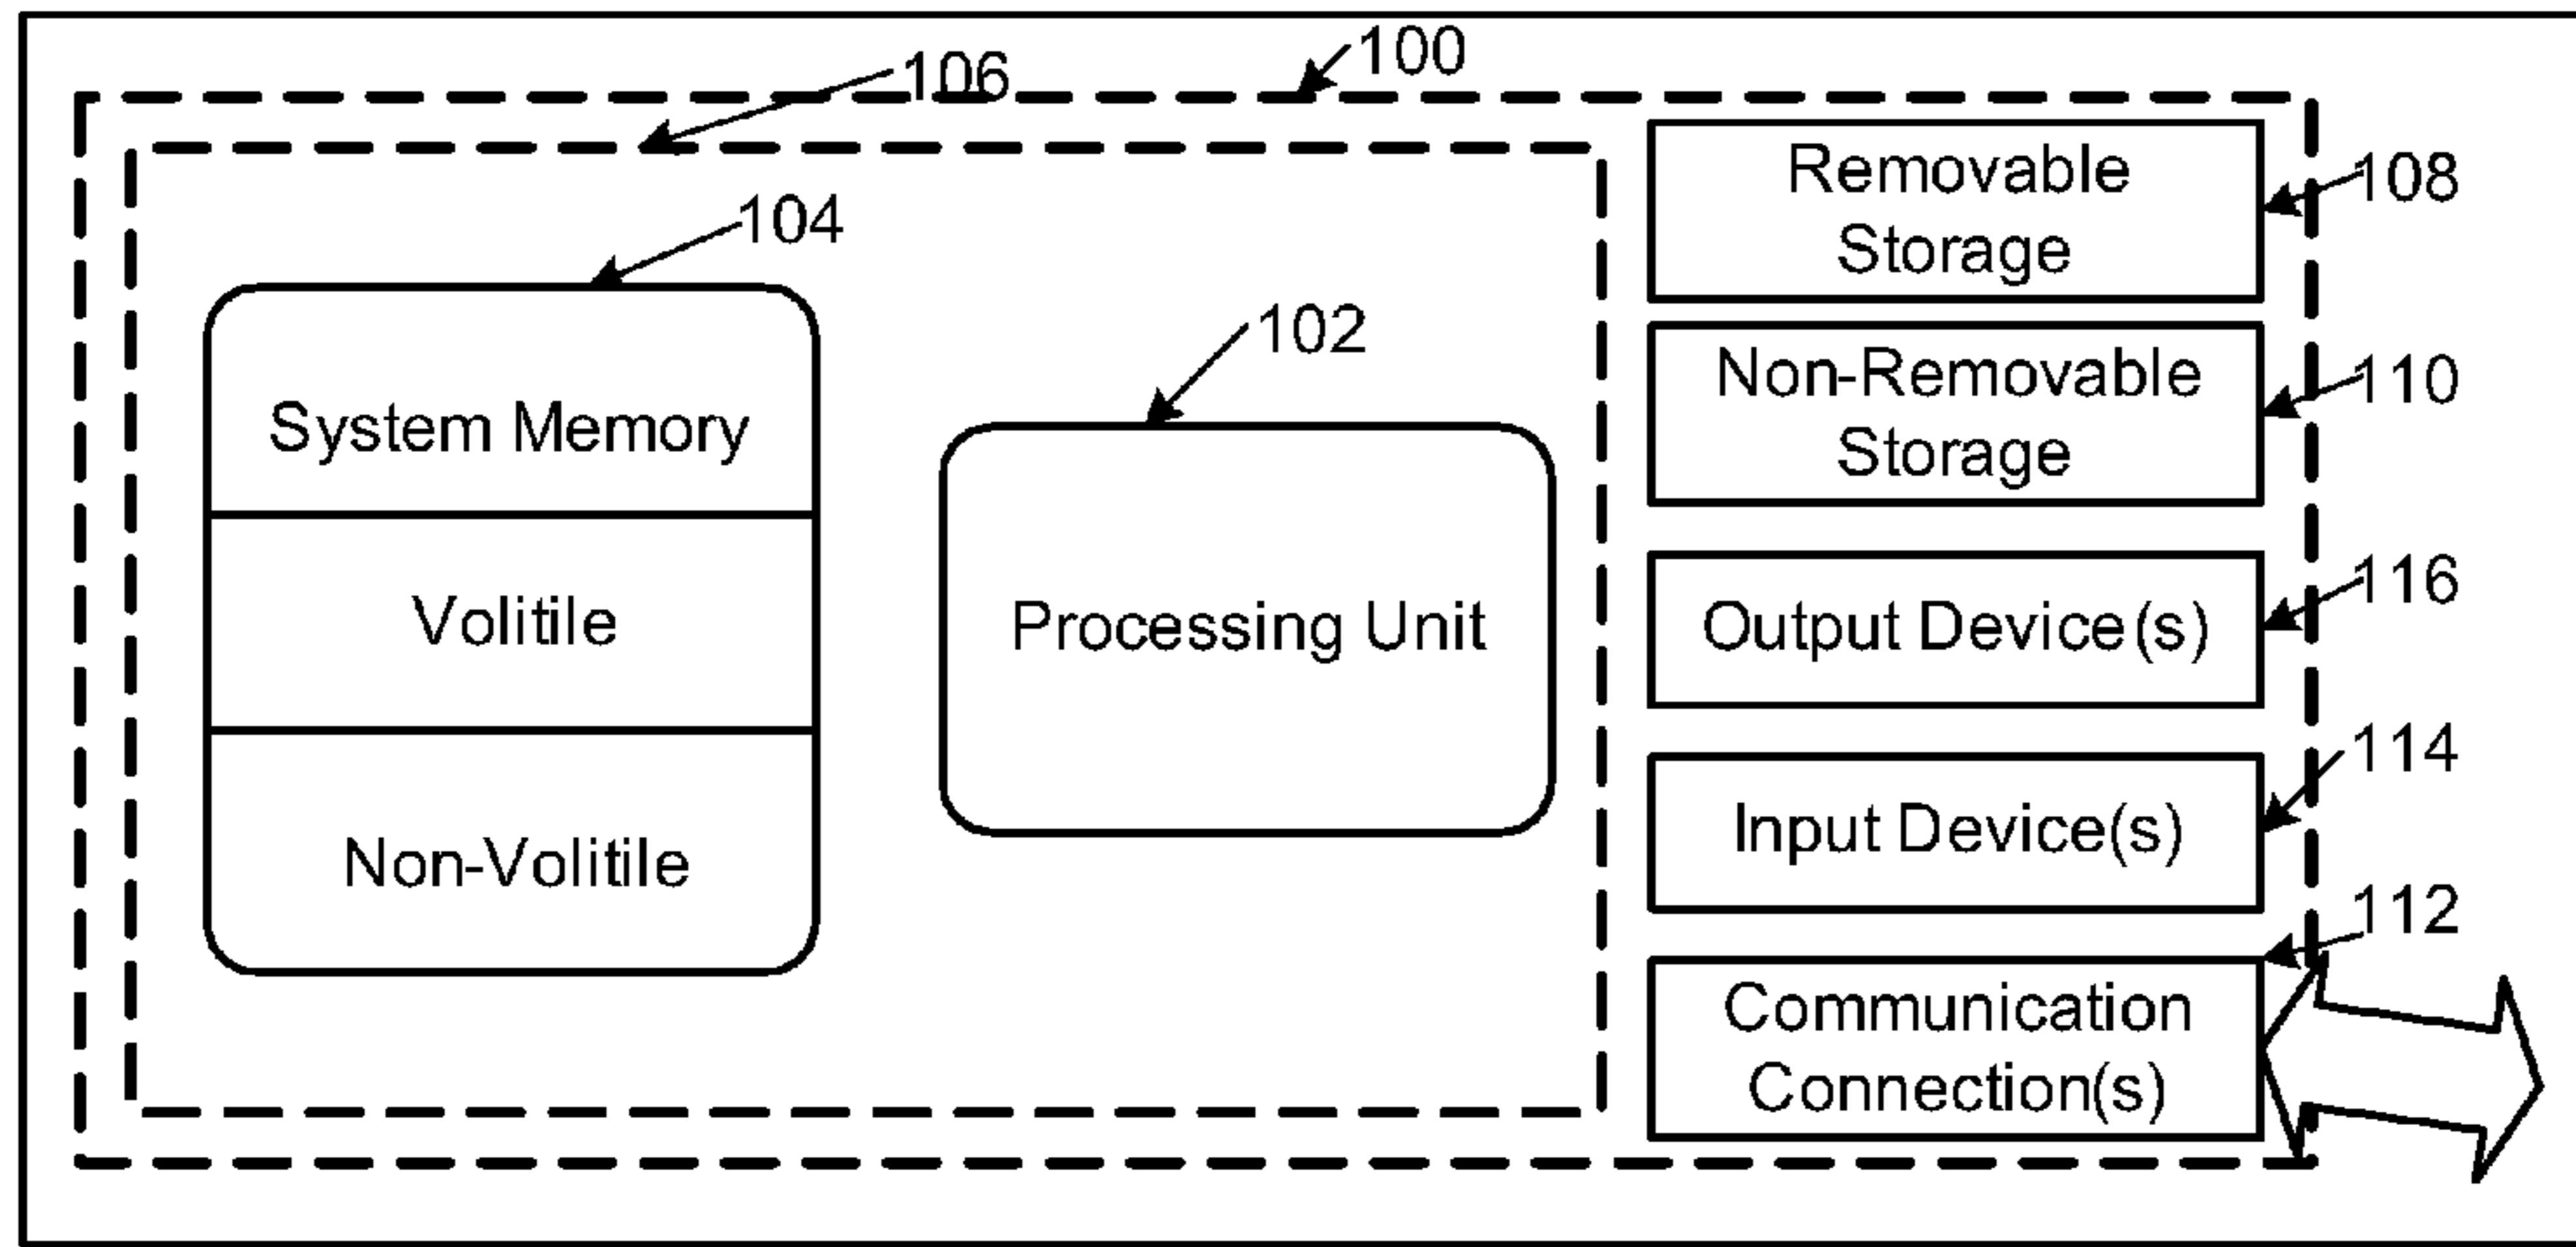 100
106
104
102
System Memory
Volitile
Non-Volitile
Processing Unit
Removable
Storage
108
Non-Removable
Storage
110
Output Device(s)
116
Input Device(s)
114
112
Communication
Connection(s)